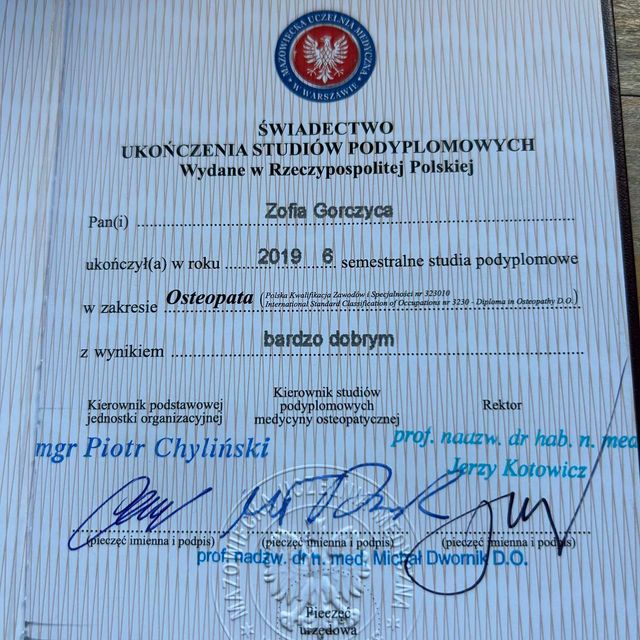 MAZOWIECKA UCZELNIA MEDYCZNA
W WARSZAWIE
ŚWIADECTWO
UKOŃCZENIA STUDIÓW PODYPLOMOWYCH
Wydane w Rzeczypospolitej Polskiej
Pan(i) Zofia Gorczyca
ukończył(a) w roku 2019 6 semestralne studia podyplomowe
w zakresie Osteopata (Polska Kwalifikacja Zawodów i Specjalności nr 323010
International Standard Classification of Occupations nr 3230 - Diploma in Osteopathy D.O.)
z wynikiem bardzo dobrym
Kierownik podstawowej
jednostki organizacyjnej
Kierownik studiów
podyplomowych
medycyny osteopatycznej
Rektor
mgr Piotr Chyliński
prof. nadzw. dr hab. n. med.
Jerzy Kotowicz
(pieczęć imienna i podpis)
(pieczęć imienna i podpis)
(pieczęć imienna i podpis)
prof. nadzw. dr n. med. Michał Dwornik D.O.
Pieczęć
urzędowa